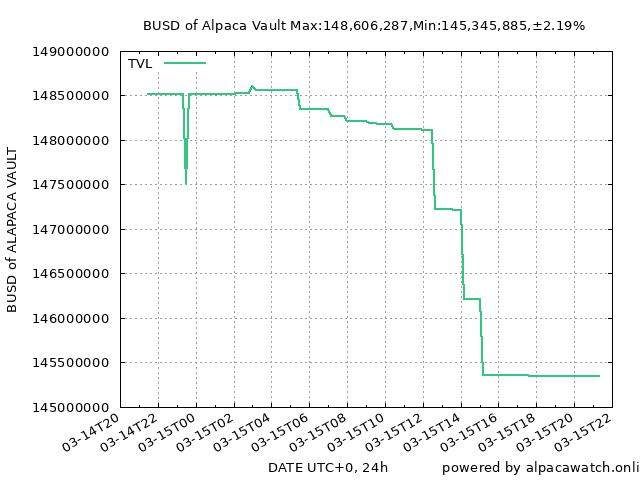 BUSD of Alpaca Vault Max:148,606,287,Min:145,345,885,±2.19%
TVL
149000000
148500000
148000000
147500000
147000000
146500000
146000000
145500000
145000000
BUSD of ALAPACA VAULT
03-14T20
03-14T22
03-15T00
03-15T02
03-15T04
03-15T06
03-15T08
03-15T10
03-15T12
03-15T14
03-15T16
03-15T18
03-15T20
03-15T22
DATE UTC+0, 24h
powered by alpacawatch.onli